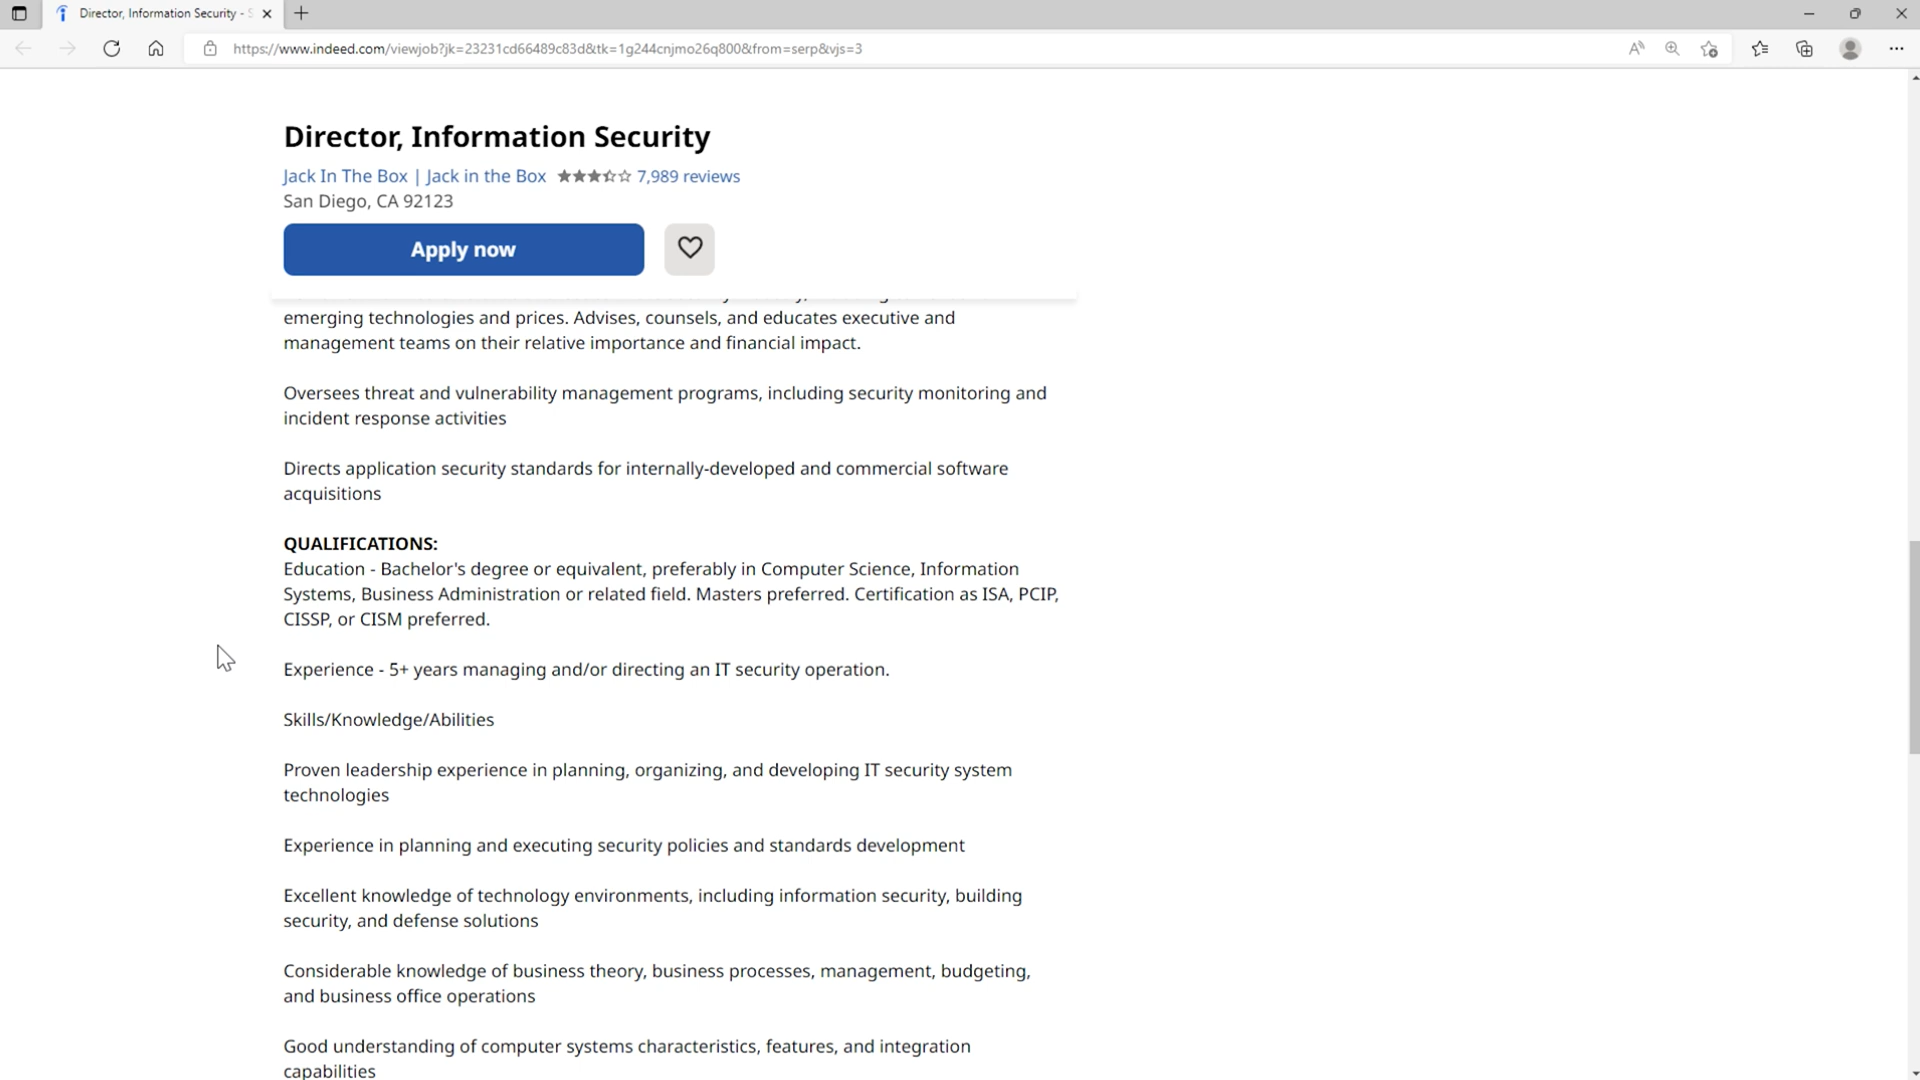 Director, Information Security - S
https://www.indeed.com/viewjob?jk=23231cd66489c83d&tk=1g244cnjmo26q800&from=serp&vjs=3
Director, Information Security
Jack In The Box | Jack in the Box 7,989 reviews
San Diego, CA 92123
Apply now
emerging technologies and prices. Advises, counsels, and educates executive and
management teams on their relative importance and financial impact.
Oversees threat and vulnerability management programs, including security monitoring and
incident response activities
Directs application security standards for internally-developed and commercial software
acquisitions
QUALIFICATIONS:
Education - Bachelor's degree or equivalent, preferably in Computer Science, Information
Systems, Business Administration or related field. Masters preferred. Certification as ISA, PCIP,
CISSP, or CISM preferred.
Experience - 5+ years managing and/or directing an IT security operation.
Skills/Knowledge/Abilities
Proven leadership experience in planning, organizing, and developing IT security system
technologies
Experience in planning and executing security policies and standards development
Excellent knowledge of technology environments, including information security, building
security, and defense solutions
Considerable knowledge of business theory, business processes, management, budgeting,
and business office operations
Good understanding of computer systems characteristics, features, and integration
capabilities